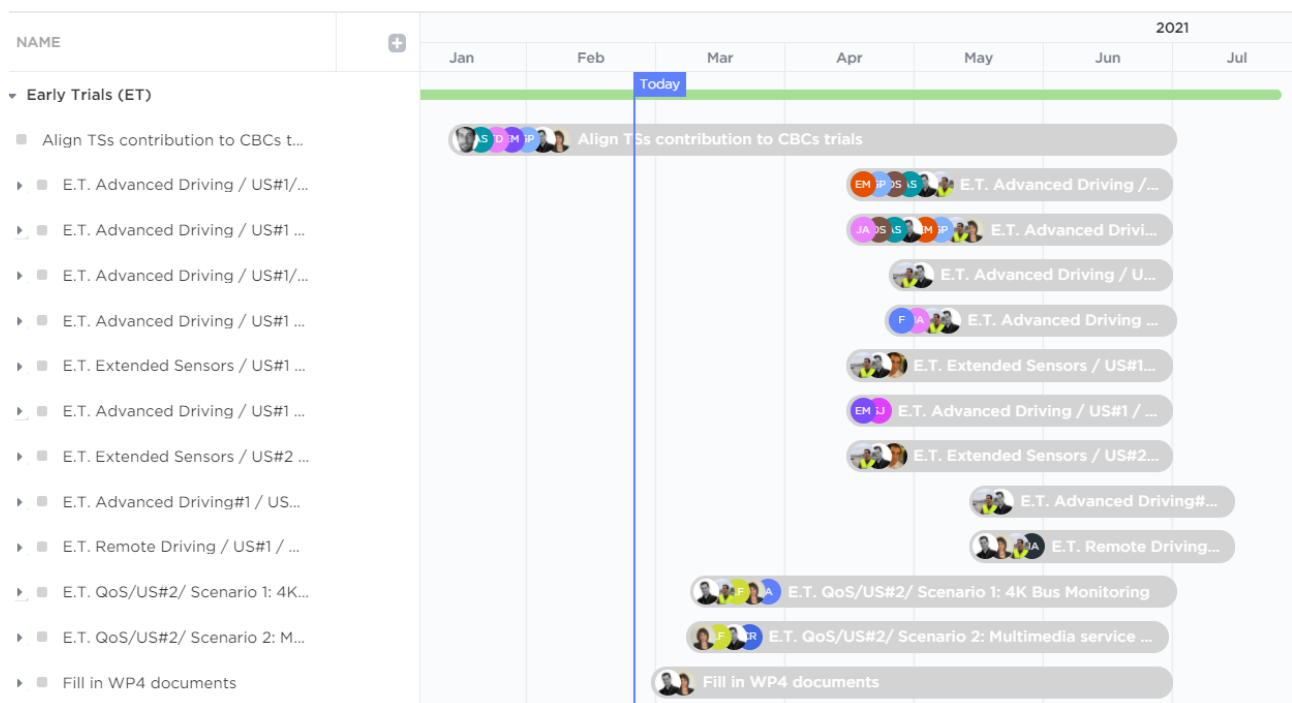 2021
NAME
Jan Feb Mar Apr May Jun Jul
Today
Early Trials (ET)
Align TSs contribution to CBCs t... AS EM Align TSs contribution to CBCs trials
E.T. Advanced Driving / US#1/... EM E.T. Advanced Driving /...
E.T. Advanced Driving / US#1 ... JA E.T. Advanced Drivi...
E.T. Advanced Driving / US#1/... E.T. Advanced Driving / U...
E.T. Advanced Driving / US#1 ... F E.T. Advanced Driving ...
E.T. Extended Sensors / US#1 ... E.T. Extended Sensors / US#1...
E.T. Advanced Driving / US#1 ... EM E.T. Advanced Driving / US#1 / ...
E.T. Extended Sensors / US#2 ... E.T. Extended Sensors / US#2...
E.T. Advanced Driving#1 / US... E.T. Advanced Driving#...
E.T. Remote Driving / US#1 / ... E.T. Remote Driving...
E.T. QoS/US#2/ Scenario 1: 4K... E.T. QoS/US#2/ Scenario 1: 4K Bus Monitoring
E.T. QoS/US#2/ Scenario 2: M... E.T. QoS/US#2/ Scenario 2: Multimedia service ...
Fill in WP4 documents Fill in WP4 documents